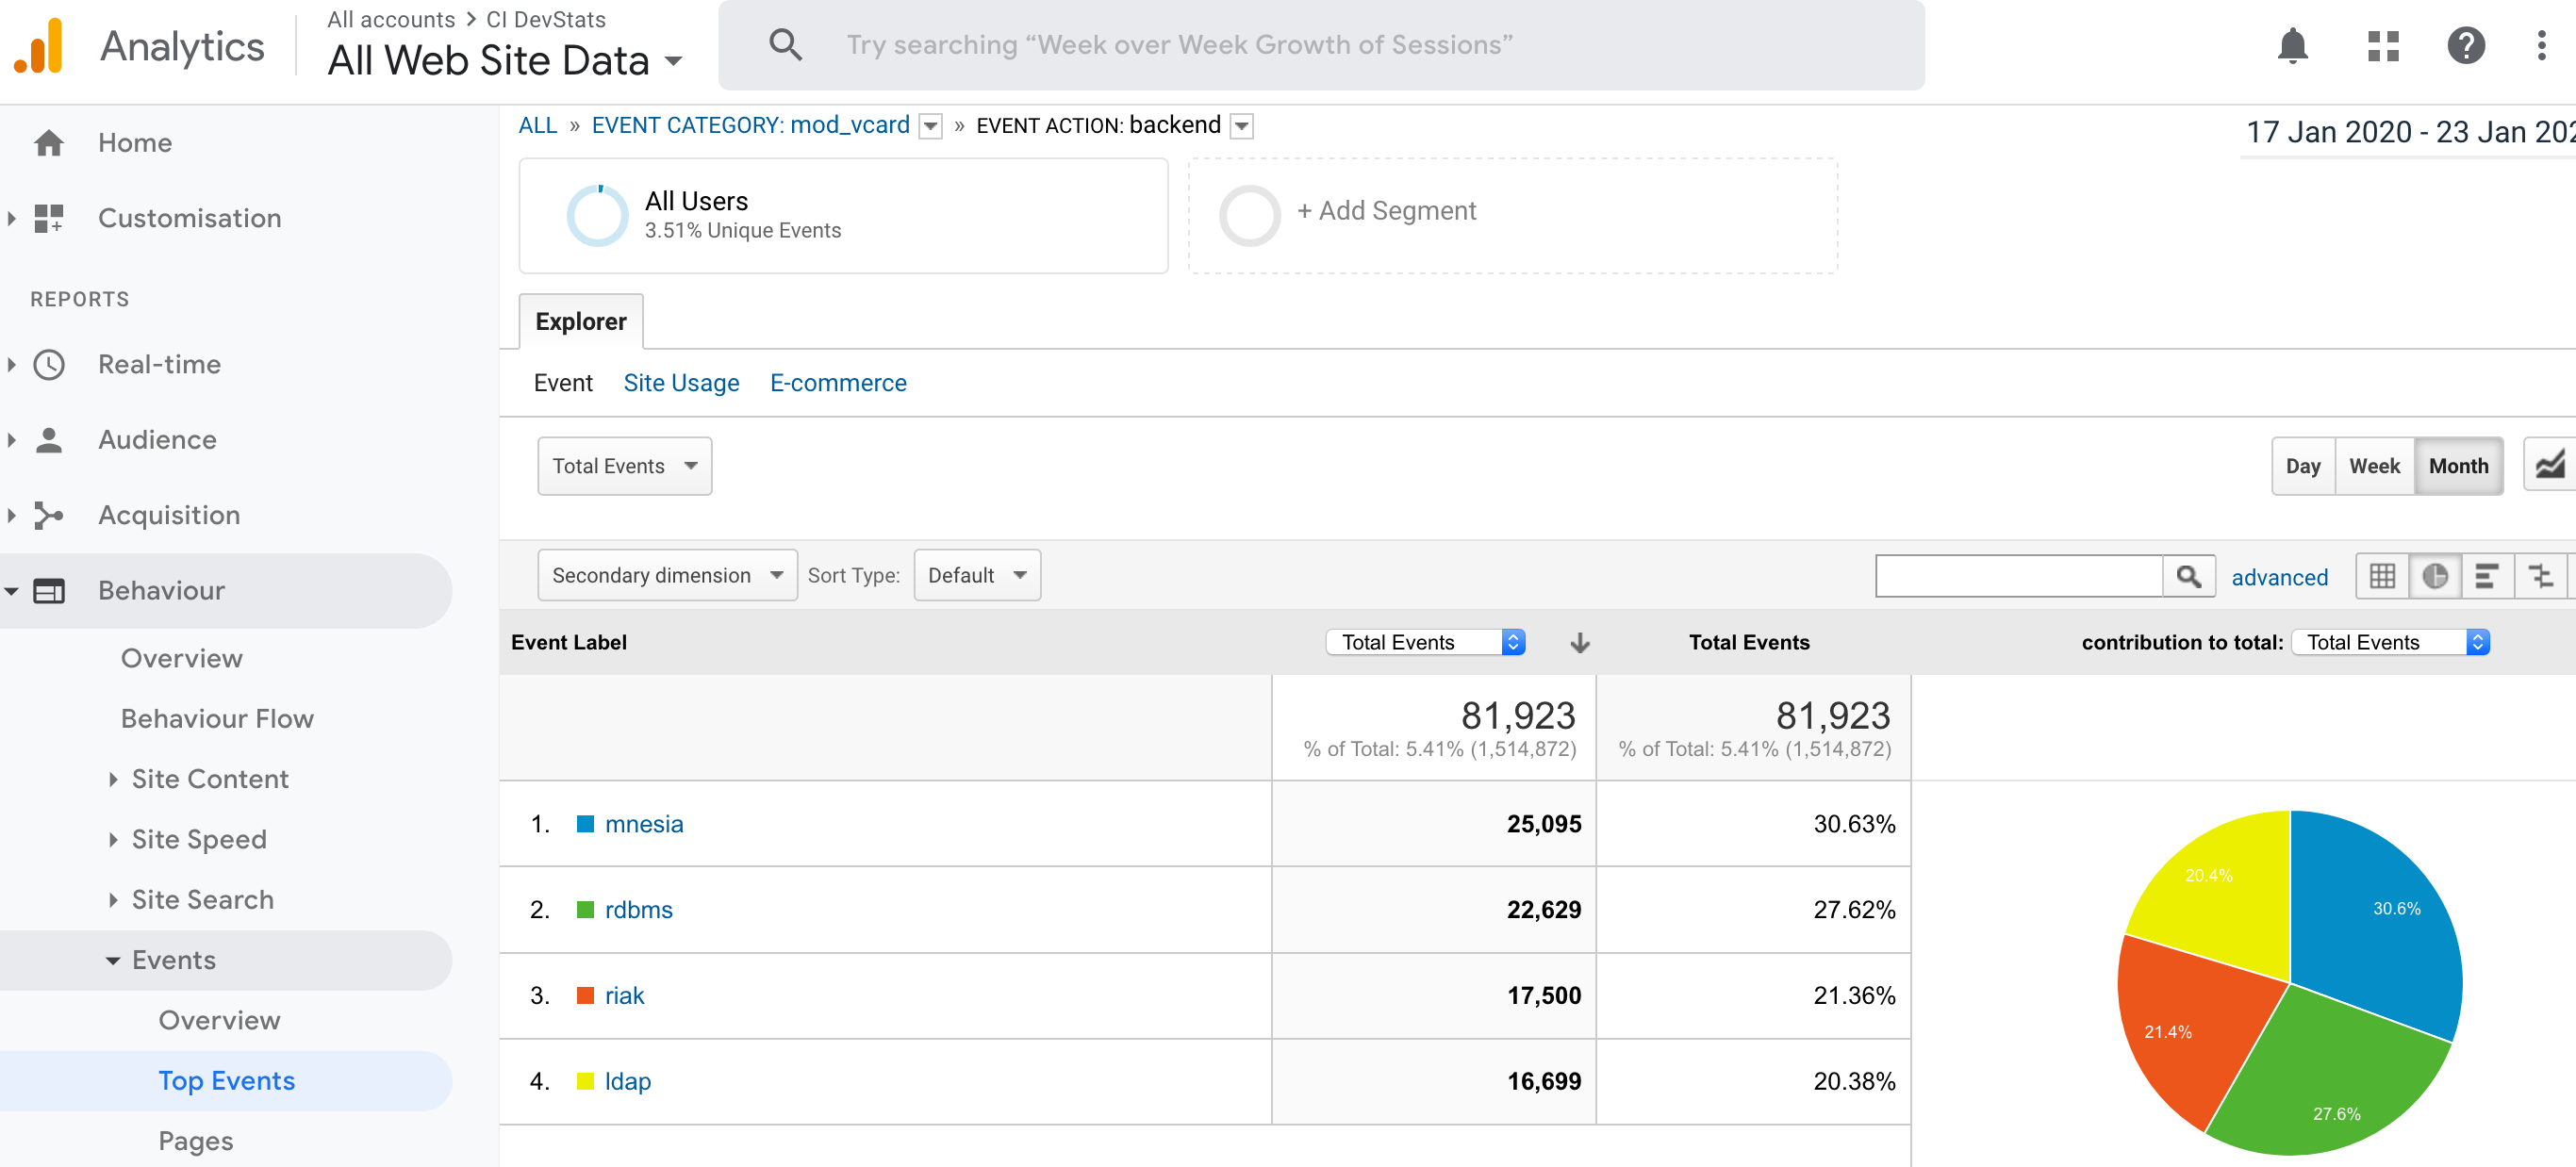 Analytics
All accounts > CI DevStats
All Web Site Data
Try searching “Week over Week Growth of Sessions”
Home
Customisation
REPORTS
Real-time
Audience
Acquisition
Behaviour
Overview
Behaviour Flow
Site Content
Site Speed
Site Search
Events
Overview
Top Events
Pages
ALL » EVENT CATEGORY: mod_vcard » EVENT ACTION: backend
17 Jan 2020 - 23 Jan 202
All Users
3.51% Unique Events
+ Add Segment
Explorer
Event Site Usage E-commerce
Total Events
Day Week Month
Secondary dimension Sort Type: Default
advanced
Event Label Total Events Total Events contribution to total: Total Events
81,923 81,923
% of Total: 5.41% (1,514,872) % of Total: 5.41% (1,514,872)
1. mnesia 25,095 30.63%
2. rdbms 22,629 27.62%
3. riak 17,500 21.36%
4. ldap 16,699 20.38%
20.4%
30.6%
21.4%
27.6%